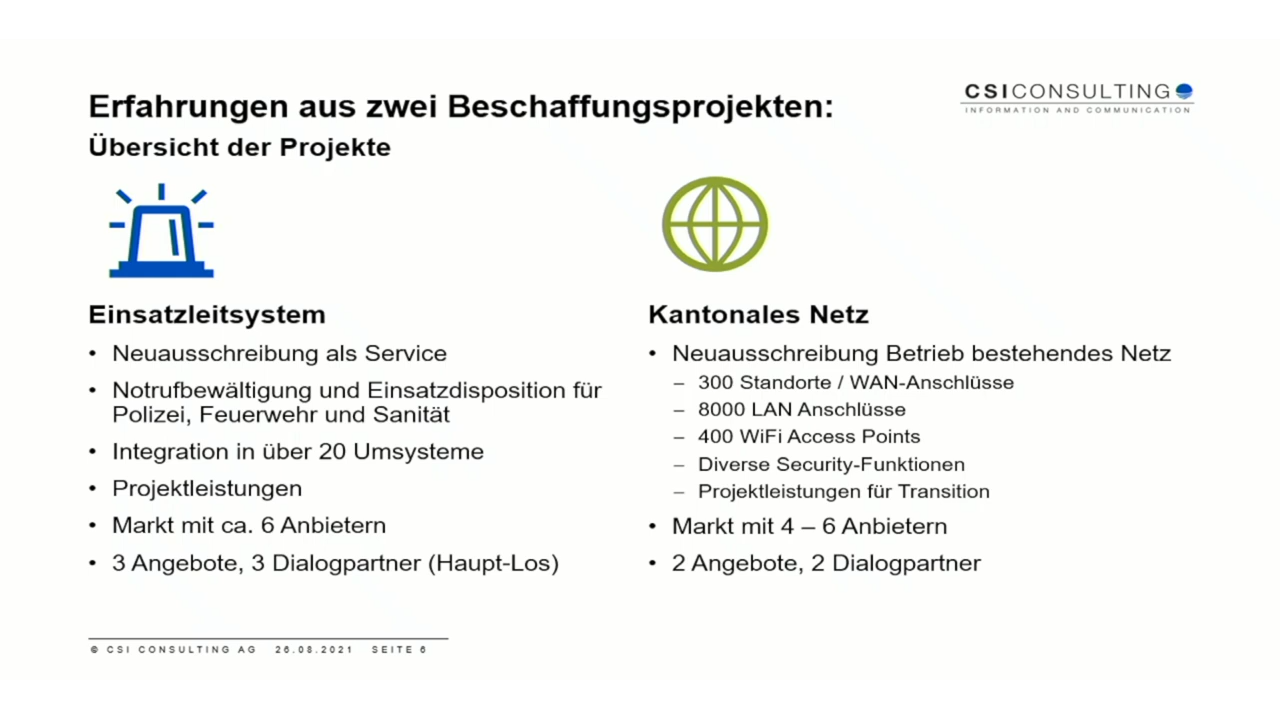 Erfahrungen aus zwei Beschaffungsprojekten:
Übersicht der Projekte
CSICONSULTING
INFORMATION AND COMMUNICATION
Einsatzleitsystem
• Neuausschreibung als Service
• Notrufbewältigung und Einsatzdisposition für
Polizei, Feuerwehr und Sanität
• Integration in über 20 Umsysteme
• Projektleistungen
• Markt mit ca. 6 Anbietern
• 3 Angebote, 3 Dialogpartner (Haupt-Los)
Kantonales Netz
• Neuausschreibung Betrieb bestehendes Netz
– 300 Standorte / WAN-Anschlüsse
– 8000 LAN Anschlüsse
– 400 WiFi Access Points
– Diverse Security-Funktionen
– Projektleistungen für Transition
• Markt mit 4 – 6 Anbietern
• 2 Angebote, 2 Dialogpartner
© CSI CONSULTING AG 26.08.2021 SEITE 6